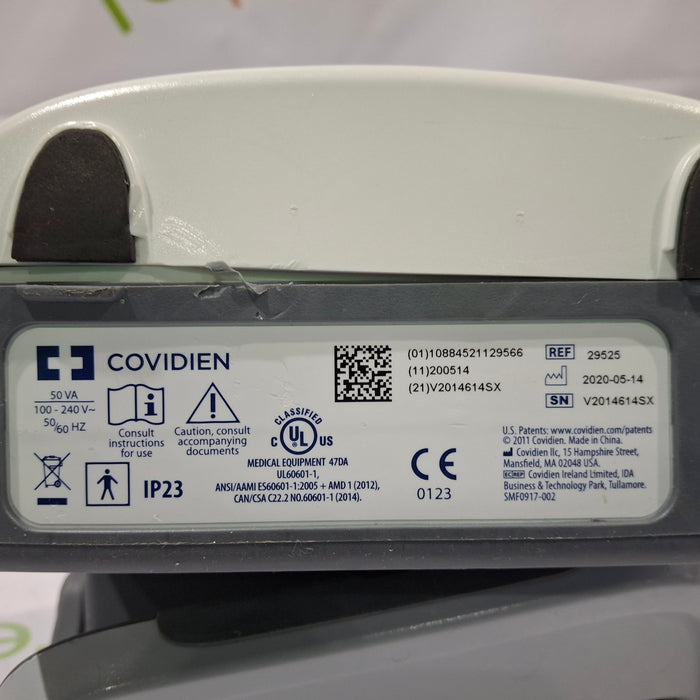 COVIDIEN
50 VA
100 - 240 V~
50/60 HZ
Consult
instructions
for use
Caution, consult
accompanying
documents
IP23
CLASSIFIED
C UL US
MEDICAL EQUIPMENT 47DA
UL60601-1,
ANSI/AAMI ES60601-1:2005 + AMD 1 (2012),
CAN/CSA C22.2 NO.60601-1 (2014).
(01)10884521129566
(11)200514
(21)V2014614SX
CE
0123
REF 29525
2020-05-14
SN V2014614SX
U.S. Patents: www.covidien.com/patents
© 2011 Covidien. Made in China.
Covidien llc, 15 Hampshire Street,
Mansfield, MA 02048 USA.
EC REP Covidien Ireland Limited, IDA
Business & Technology Park, Tullamore.
SMF0917-002